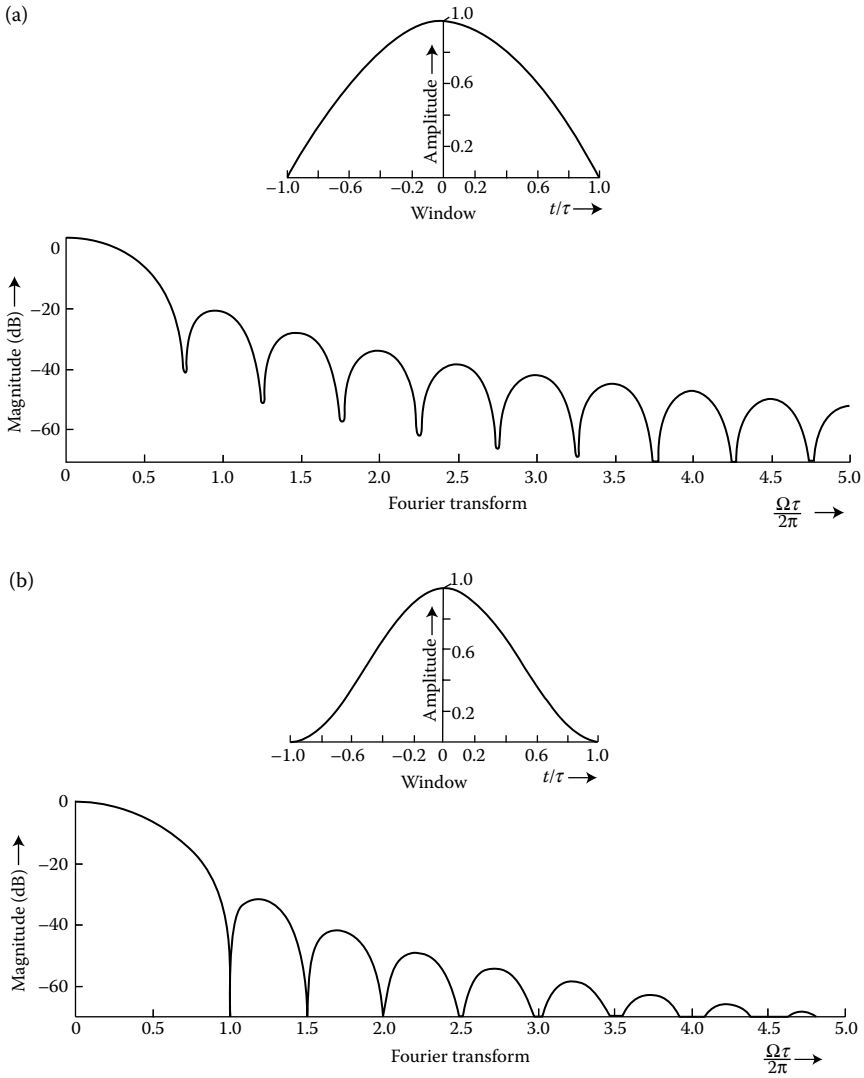 (a)
1.0
0.6
0.2
Amplitude
−1.0 −0.6 −0.2 0 0.2 0.6 1.0
Window
t/τ
0
−20
−40
−60
Magnitude (dB)
0 0.5 1.0 1.5 2.0 2.5 3.0 3.5 4.0 4.5 5.0
Fourier transform
Ωτ
2π
(b)
1.0
0.6
0.2
Amplitude
−1.0 −0.6 −0.2 0 0.2 0.6 1.0
Window
t/τ
0
−20
−40
−60
Magnitude (dB)
0 0.5 1.0 1.5 2.0 2.5 3.0 3.5 4.0 4.5 5.0
Fourier transform
Ωτ
2π